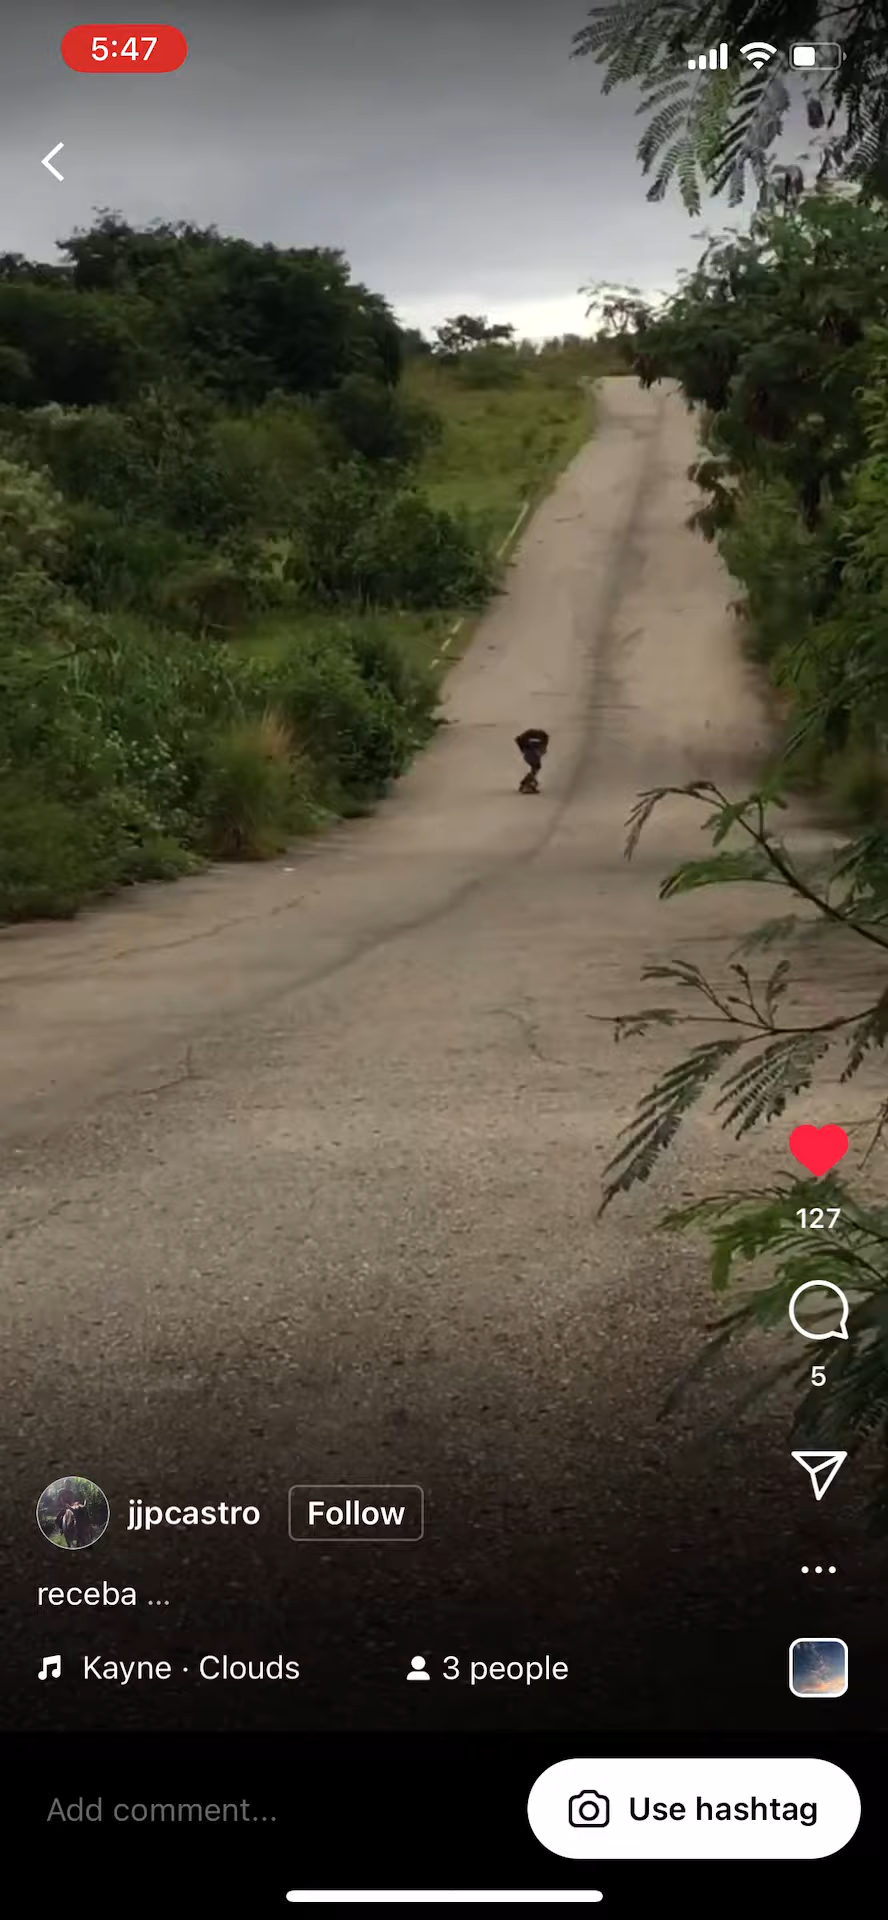 5:47
127
5
jjpcastro Follow
receba ...
Kayne · Clouds 3 people
Add comment... Use hashtag